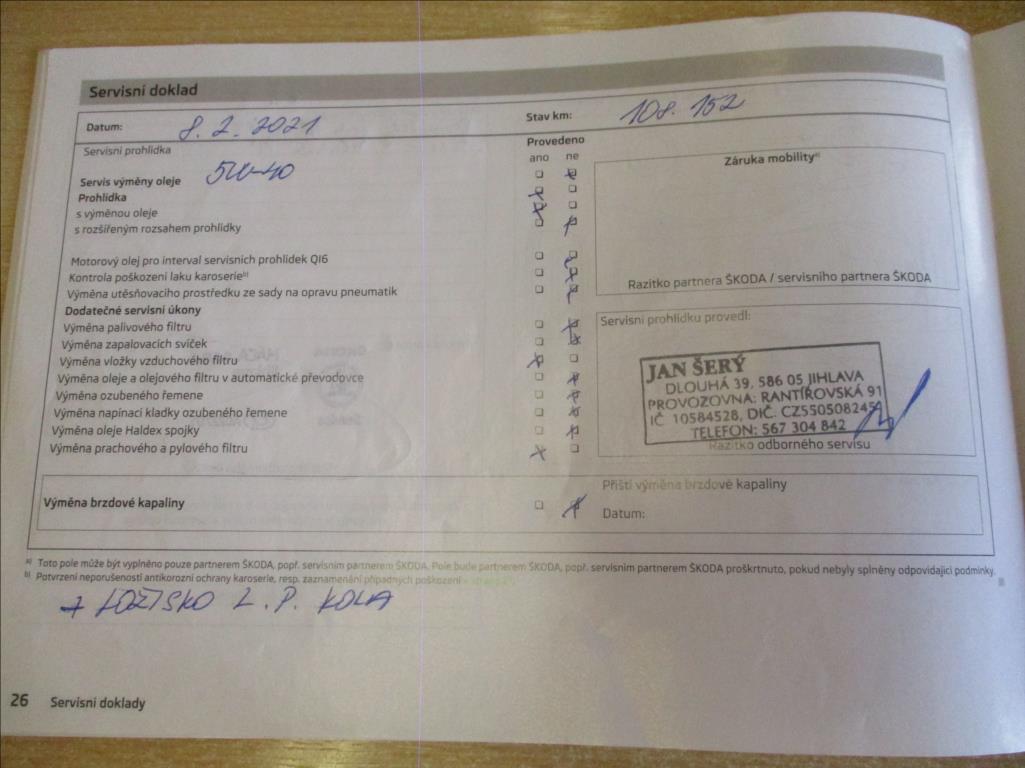 Servisní doklad
Datum: 8. 2. 2021
Stav km: 108. 152
Servisní prohlídka
Provedeno
ano ne
Servis výměny oleje 5W-40
Prohlídka
s výměnou oleje
s rozšířeným rozsahem prohlídky
Motorový olej pro interval servisních prohlídek QI6
Kontrola poškození laku karoserieb)
Výměna utěsňovacího prostředku ze sady na opravu pneumatik
Dodatečné servisní úkony
Výměna palivového filtru
Výměna zapalovacích svíček
Výměna vložky vzduchového filtru
Výměna oleje a olejového filtru v automatické převodovce
Výměna ozubeného řemene
Výměna napínací kladky ozubeného řemene
Výměna oleje Haldex spojky
Výměna prachového a pylového filtru
Záruka mobilitya)
Razítko partnera ŠKODA / servisního partnera ŠKODA
Servisní prohlídku provedl:
JAN ŠERÝ
DLOUHÁ 39, 586 05 JIHLAVA
PROVOZOVNA: RANTÍŘOVSKÁ 91
IČ 10584528, DIČ. CZ55050824
TELEFON: 567 304 842
Razítko odborného servisu
Výměna brzdové kapaliny
Příští výměna brzdové kapaliny
Datum:
a) Toto pole může být vyplněno pouze partnerem ŠKODA, popř. servisním partnerem ŠKODA. Pole bude partnerem ŠKODA, popř. servisním partnerem ŠKODA proškrtnuto, pokud nebyly splněny odpovídající podmínky.
b) Potvrzení neporušenosti antikorozní ochrany karoserie, resp. zaznamenání případných poškození
+ LOŽISKO L. P. KOLA
26 Servisní doklady